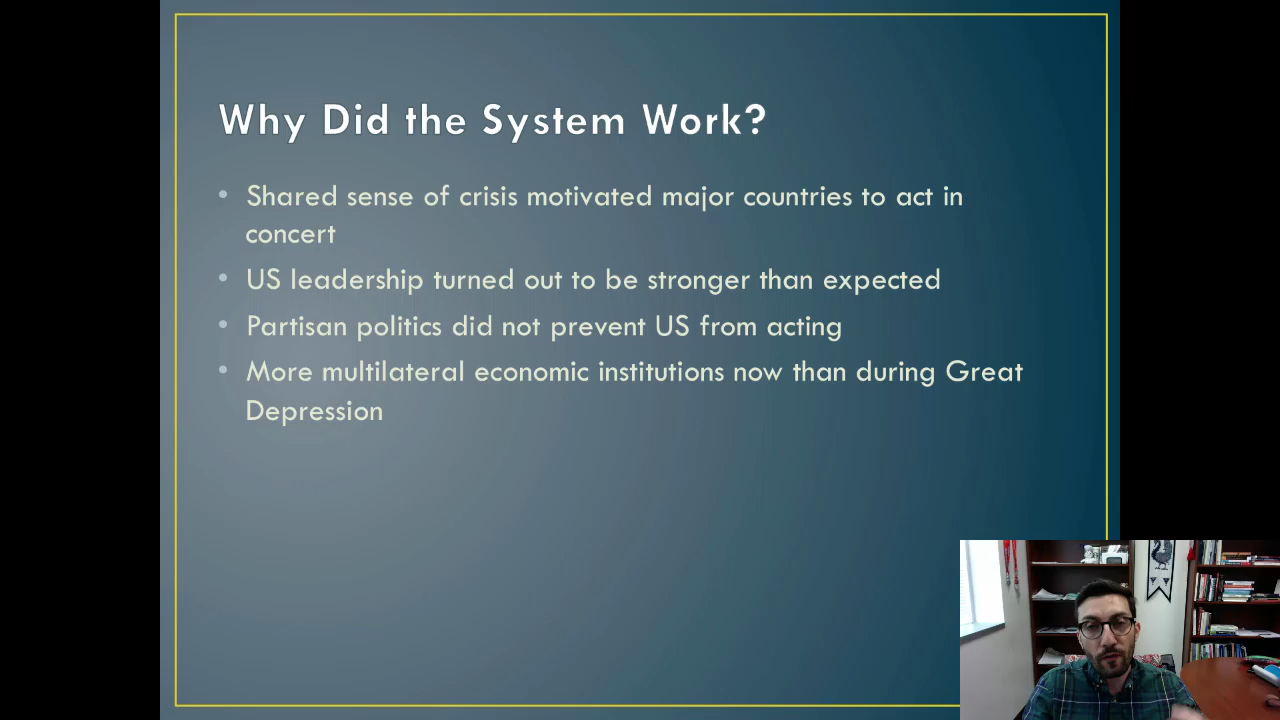 Why Did the System Work?
• Shared sense of crisis motivated major countries to act in
concert
• US leadership turned out to be stronger than expected
• Partisan politics did not prevent US from acting
• More multilateral economic institutions now than during Great
Depression